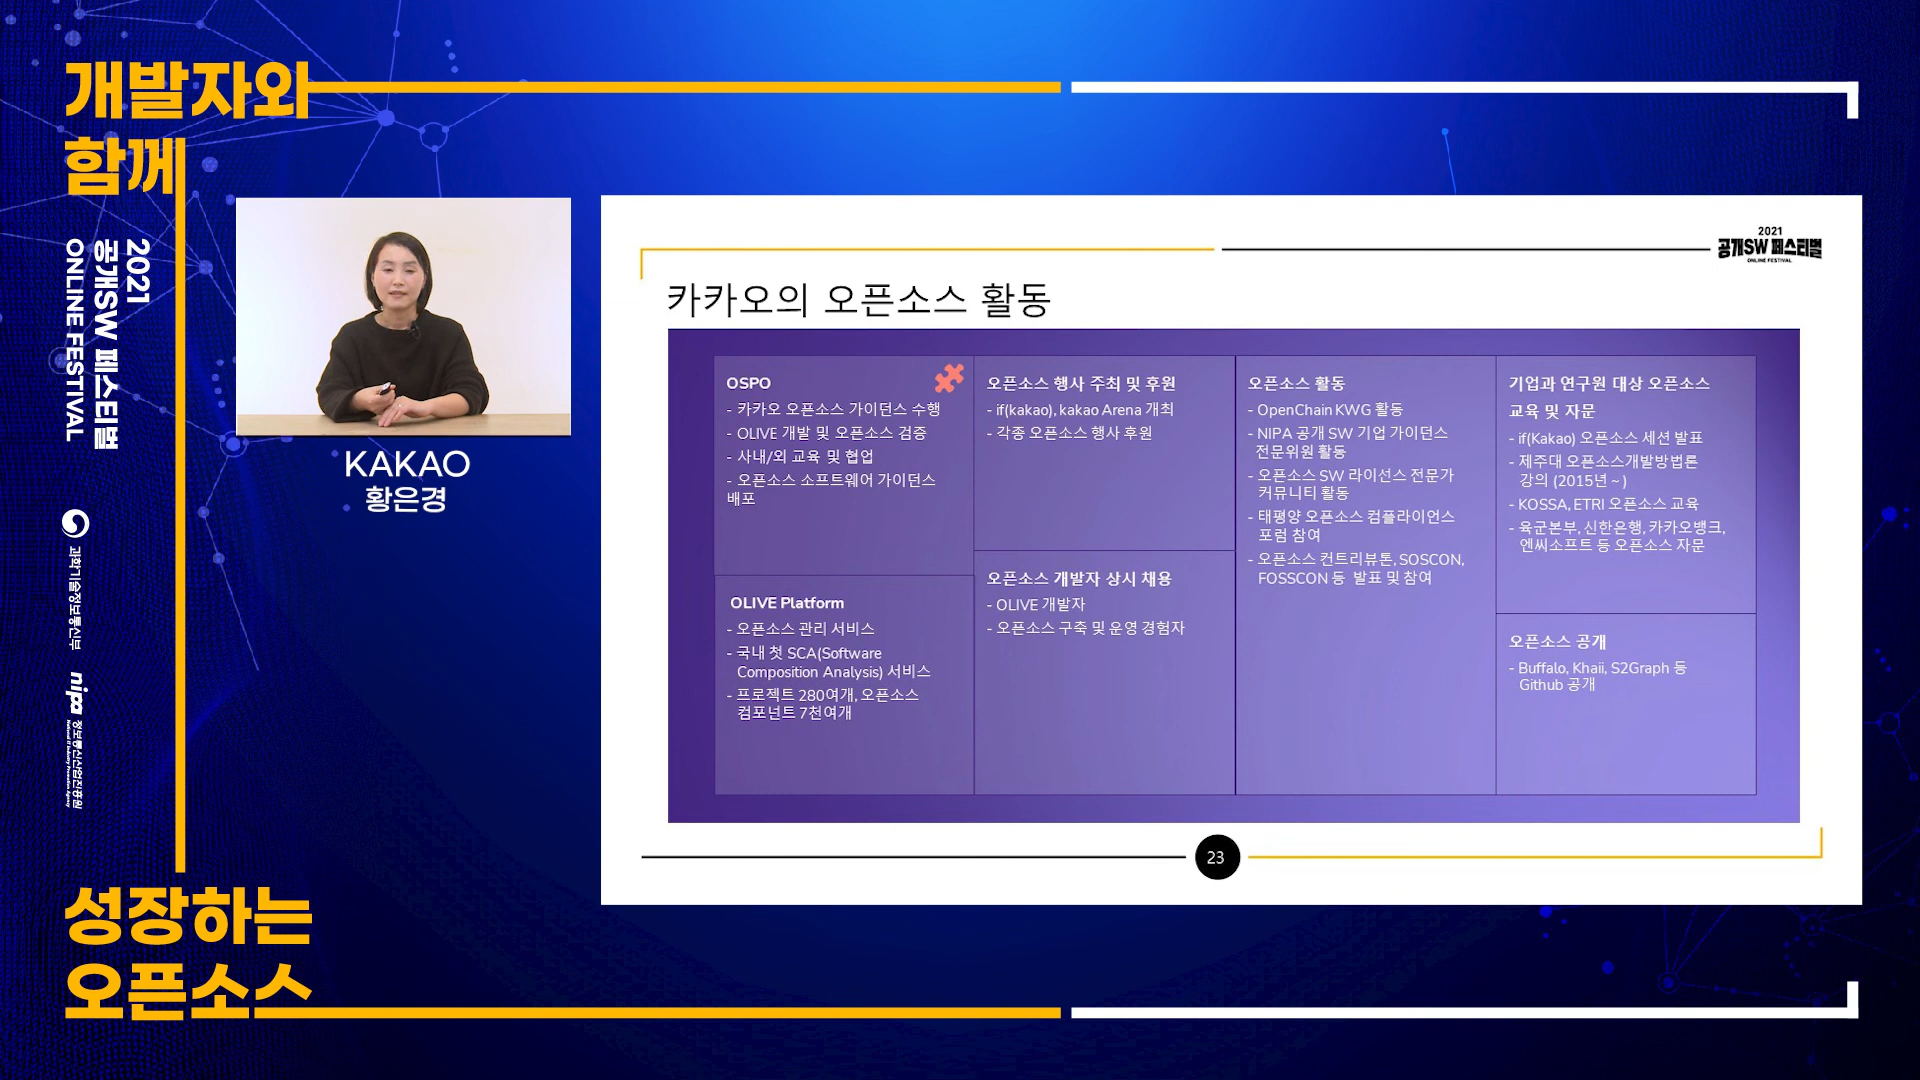 개발자와
함께
2021
공개SW 페스티벌
ONLINE FESTIVAL
과학기술정보통신부
nipa 정보통신산업진흥원
National IT Industry Promotion Agency
성장하는
오픈소스
KAKAO
황은경
2021
공개SW 페스티벌
ONLINE FESTIVAL
카카오의 오픈소스 활동
OSPO
- 카카오 오픈소스 가이던스 수행
- OLIVE 개발 및 오픈소스 검증
- 사내/외 교육 및 협업
- 오픈소스 소프트웨어 가이던스
배포
OLIVE Platform
- 오픈소스 관리 서비스
- 국내 첫 SCA(Software
Composition Analysis) 서비스
- 프로젝트 280여개, 오픈소스
컴포넌트 7천여개
오픈소스 행사 주최 및 후원
- if(kakao), kakao Arena 개최
- 각종 오픈소스 행사 후원
오픈소스 개발자 상시 채용
- OLIVE 개발자
- 오픈소스 구축 및 운영 경험자
오픈소스 활동
- OpenChain KWG 활동
- NIPA 공개 SW 기업 가이던스
전문위원 활동
- 오픈소스 SW 라이선스 전문가
커뮤니티 활동
- 태평양 오픈소스 컴플라이언스
포럼 참여
- 오픈소스 컨트리뷰톤, SOSCON,
FOSSCON 등 발표 및 참여
기업과 연구원 대상 오픈소스
교육 및 자문
- if(Kakao) 오픈소스 세션 발표
- 제주대 오픈소스개발방법론
강의 (2015년 ~ )
- KOSSA, ETRI 오픈소스 교육
- 육군본부, 신한은행, 카카오뱅크,
엔씨소프트 등 오픈소스 자문
오픈소스 공개
- Buffalo, Khaii, S2Graph 등
Github 공개
23